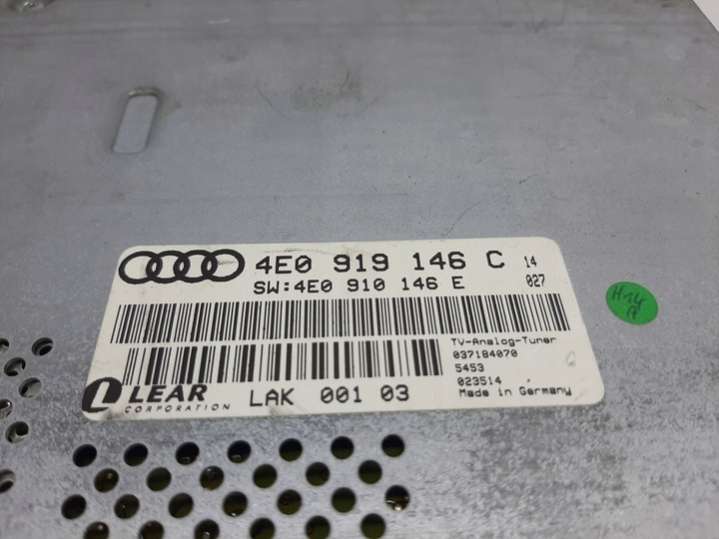 4E0 919 146 C 14
SW:4E0 910 146 E 027
TV-Analog-Tuner
037184070
5453
023514
Made in Germany
LEAR
CORPORATION
LAK 001 03